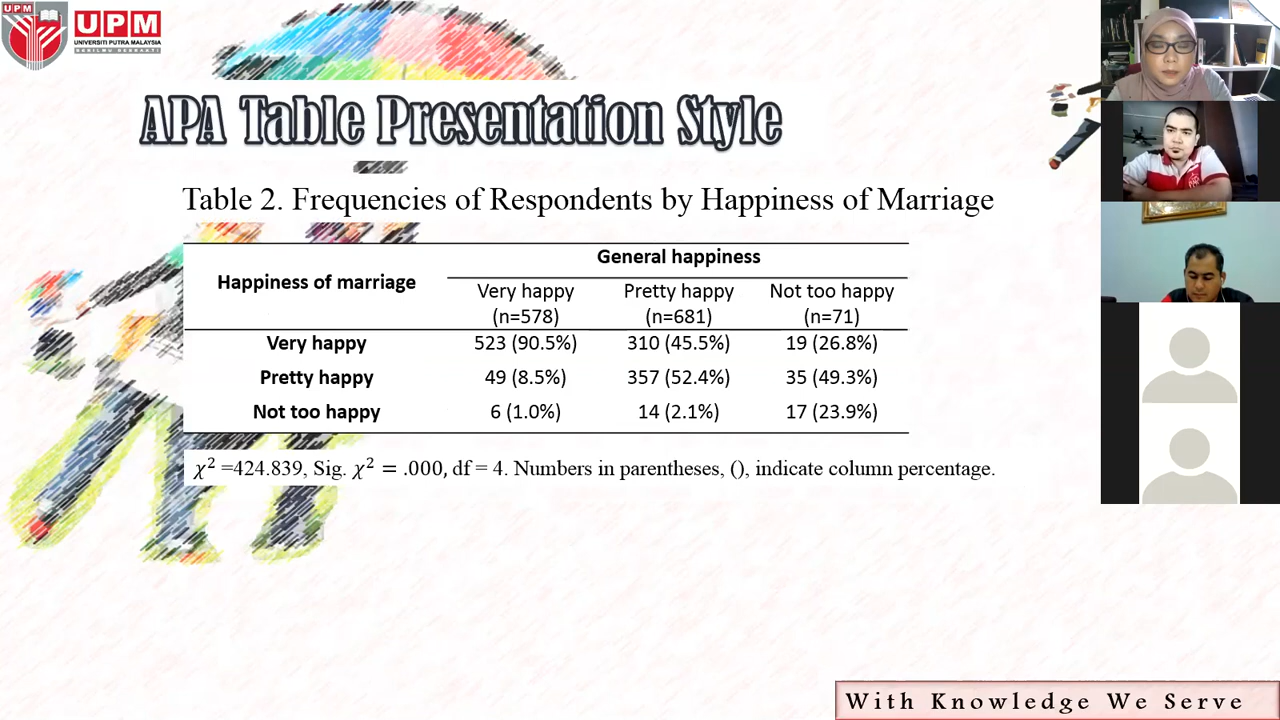 UPM
UPM
UNIVERSITI PUTRA MALAYSIA
BERILMU BERBAKTI
APA Table Presentation Style
Table 2. Frequencies of Respondents by Happiness of Marriage
Happiness of marriage General happiness
Very happy (n=578) Pretty happy (n=681) Not too happy (n=71)
Very happy 523 (90.5%) 310 (45.5%) 19 (26.8%)
Pretty happy 49 (8.5%) 357 (52.4%) 35 (49.3%)
Not too happy 6 (1.0%) 14 (2.1%) 17 (23.9%)
χ² =424.839, Sig. χ² = .000, df = 4. Numbers in parentheses, (), indicate column percentage.
With Knowledge We Serve